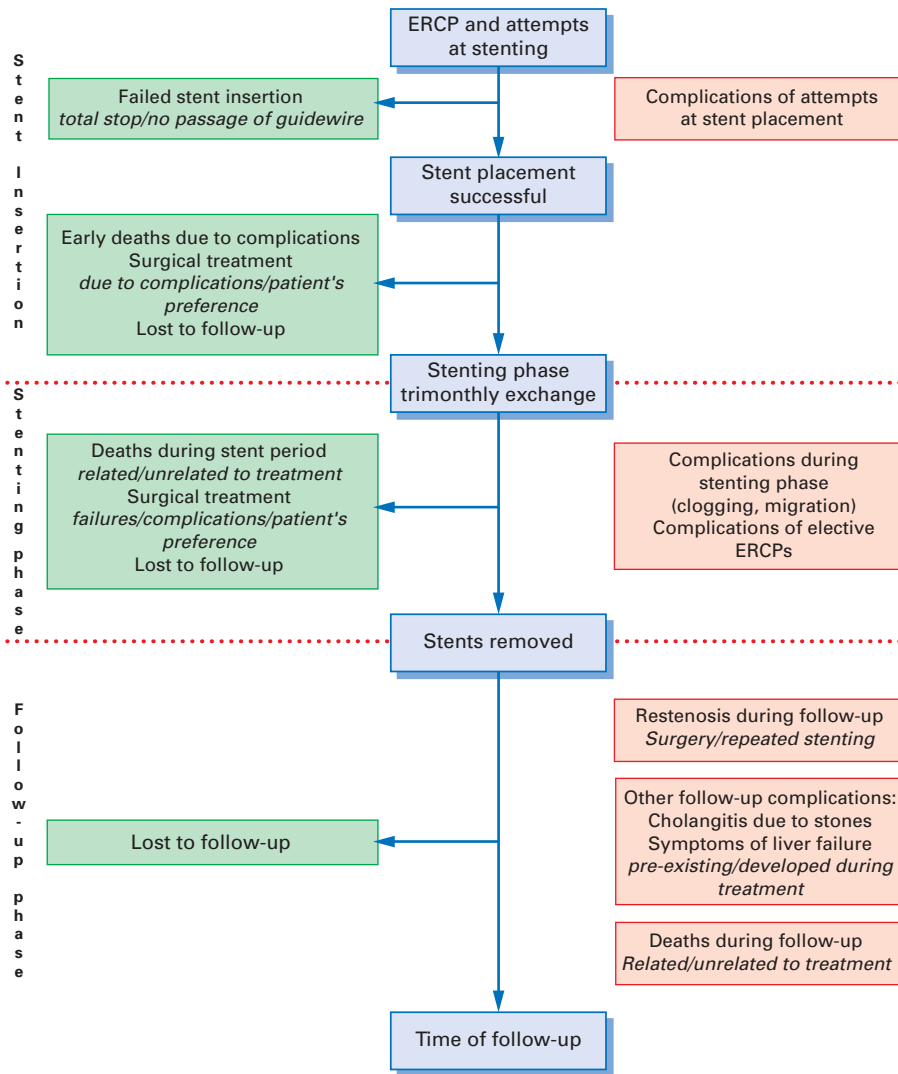 ERCP and attempts
at stenting
Stent Insertion
Failed stent insertion
total stop/no passage of guidewire
Complications of attempts
at stent placement
Stent placement
successful
Early deaths due to complications
Surgical treatment
due to complications/patient's
preference
Lost to follow-up
Stenting phase
trimonthly exchange
Stenting phase
Deaths during stent period
related/unrelated to treatment
Surgical treatment
failures/complications/patient's
preference
Lost to follow-up
Complications during
stenting phase
(clogging, migration)
Complications of elective
ERCPs
Stents removed
Follow-up phase
Restenosis during follow-up
Surgery/repeated stenting
Lost to follow-up
Other follow-up complications:
Cholangitis due to stones
Symptoms of liver failure
pre-existing/developed during
treatment
Deaths during follow-up
Related/unrelated to treatment
Time of follow-up